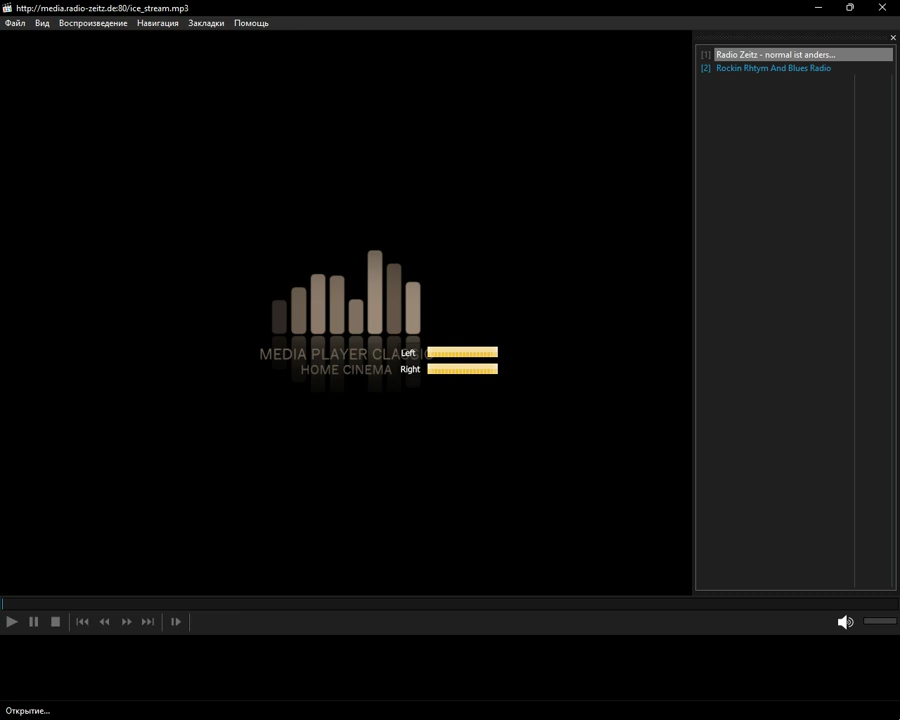 http://media.radio-zeitz.de:80/ice_stream.mp3
Файл Вид Воспроизведение Навигация Закладки Помощь
[1] Radio Zeitz - normal ist anders...
[2] Rockin Rhtym And Blues Radio
MEDIA PLAYER CLASSIC
HOME CINEMA
Left
Right
Открытие...